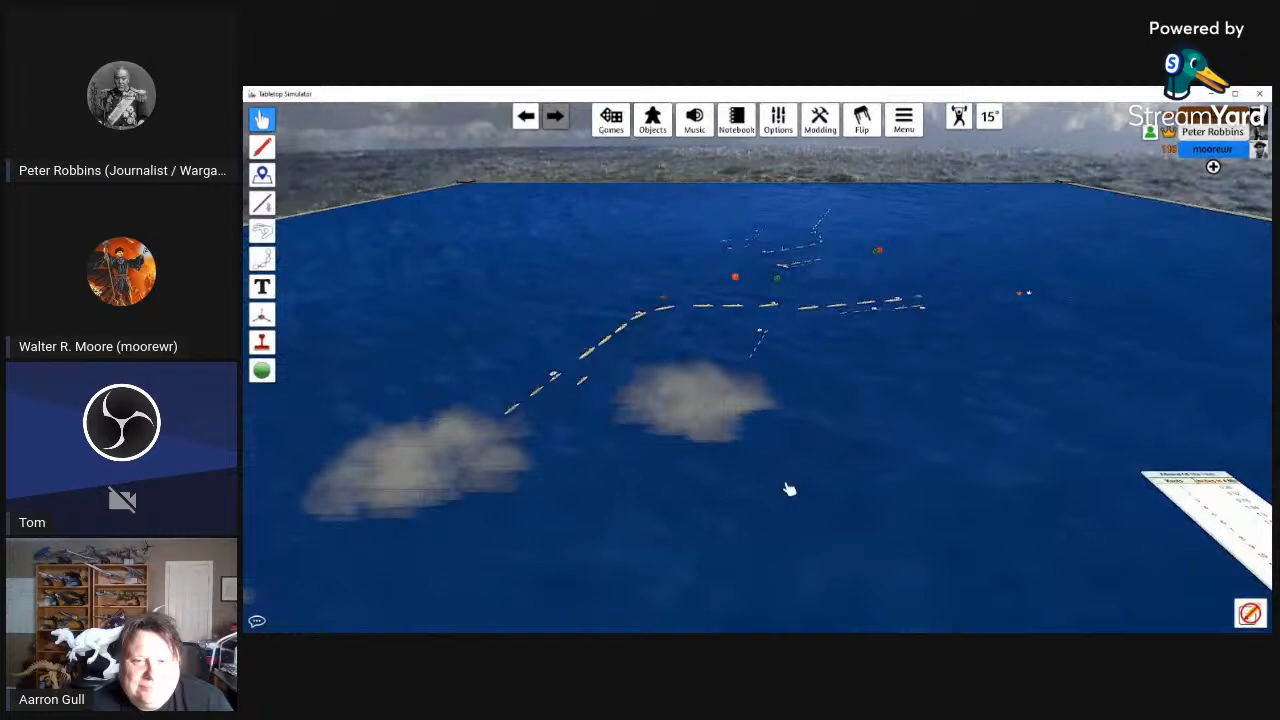 Powered by
S
StreamYard
Tabletop Simulator
Games
Objects
Music
Notebook
Options
Modding
Flip
Menu
15°
Peter Robbins
moorewr
T
Peter Robbins (Journalist / Warga...
Walter R. Moore (moorewr)
Tom
Aarron Gull